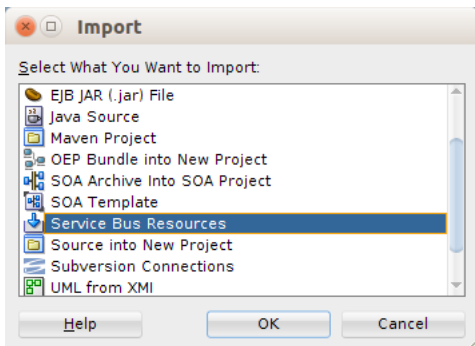 Import
Select What You Want to Import:
EJB JAR (.jar) File
Java Source
Maven Project
OEP Bundle into New Project
SOA Archive Into SOA Project
SOA Template
Service Bus Resources
Source into New Project
Subversion Connections
UML from XMI
Help OK Cancel